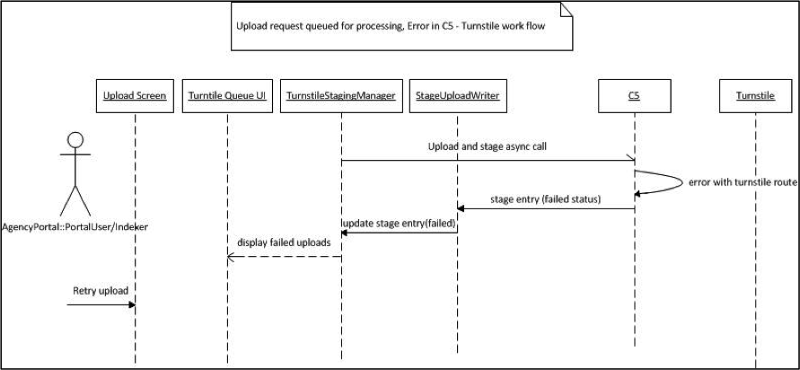 Upload request queued for processing, Error in C5 - Turnstile work flow
Upload Screen
Turntile Queue UI
TurnstileStagingManager
StageUploadWriter
C5
Turnstile
Upload and stage async call
error with turnstile route
stage entry (failed status)
update stage entry(failed)
AgencyPortal::PortalUser/Indexer
display failed uploads
Retry upload